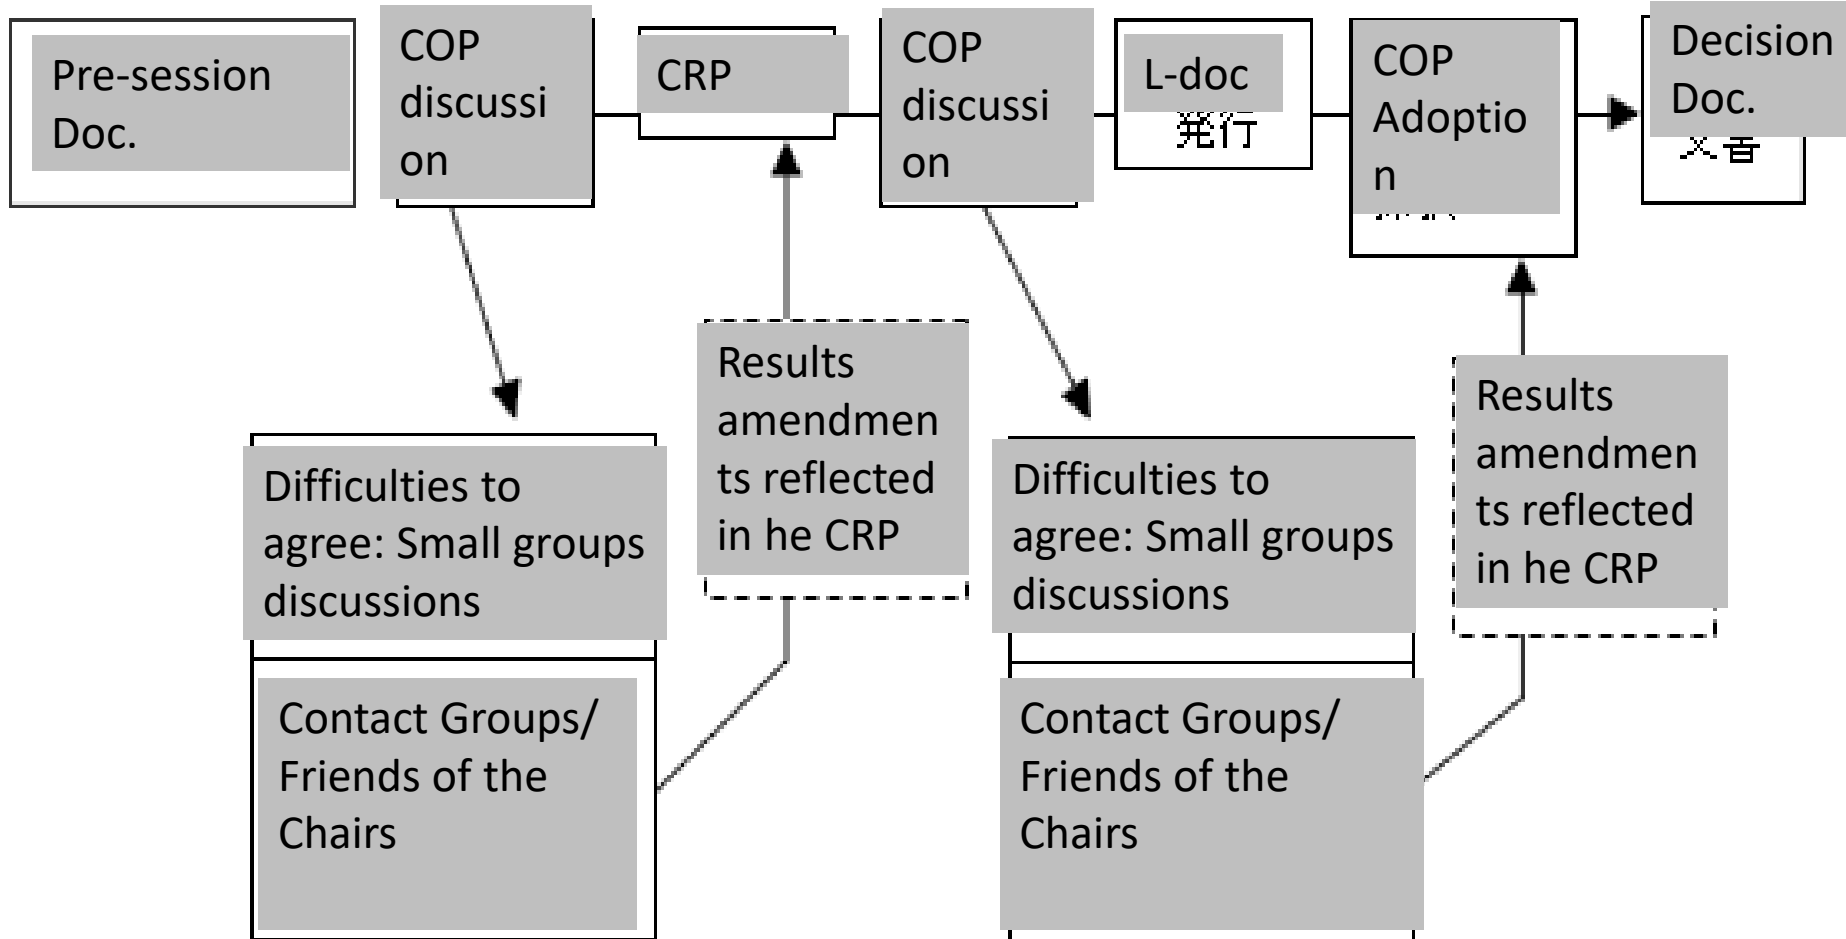 Pre-session
Doc.
COP
discussi
on
CRP
COP
discussi
on
L-doc
発行
COP
Adoptio
n
Decision
Doc.
Results
amendmen
ts reflected
in he CRP
Results
amendmen
ts reflected
in he CRP
Difficulties to
agree: Small groups
discussions
Difficulties to
agree: Small groups
discussions
Contact Groups/
Friends of the
Chairs
Contact Groups/
Friends of the
Chairs